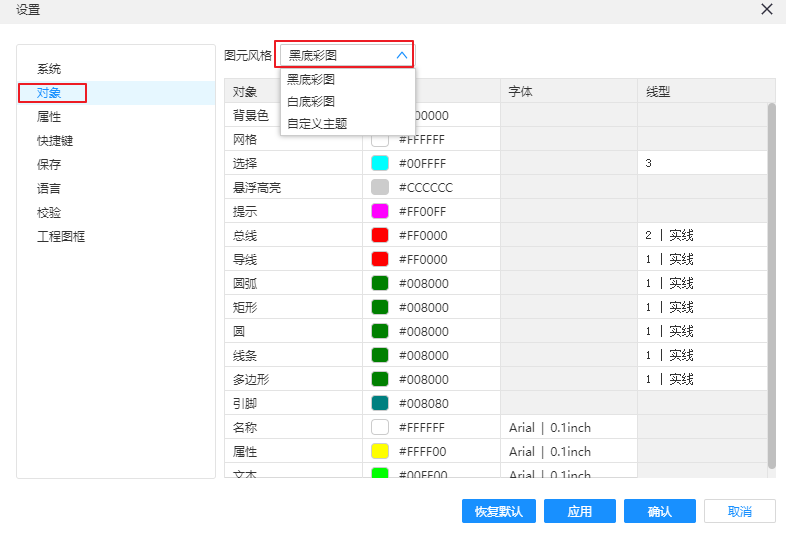 设置
系统
对象
属性
快捷键
保存
语言
校验
工程图框
图元风格 黑底彩图
黑底彩图
白底彩图
自定义主题
对象 字体 线型
背景色 00000
网格 #FFFFFF
选择 #00FFFF 3
悬浮高亮 #CCCCCC
提示 #FF00FF
总线 #FF0000 2 | 实线
导线 #FF0000 1 | 实线
圆弧 #008000 1 | 实线
矩形 #008000 1 | 实线
圆 #008000 1 | 实线
线条 #008000 1 | 实线
多边形 #008000 1 | 实线
引脚 #008080
名称 #FFFFFF Arial | 0.1inch
属性 #FFFF00 Arial | 0.1inch
文本 #00FF00 Arial | 0.1inch
恢复默认 应用 确认 取消